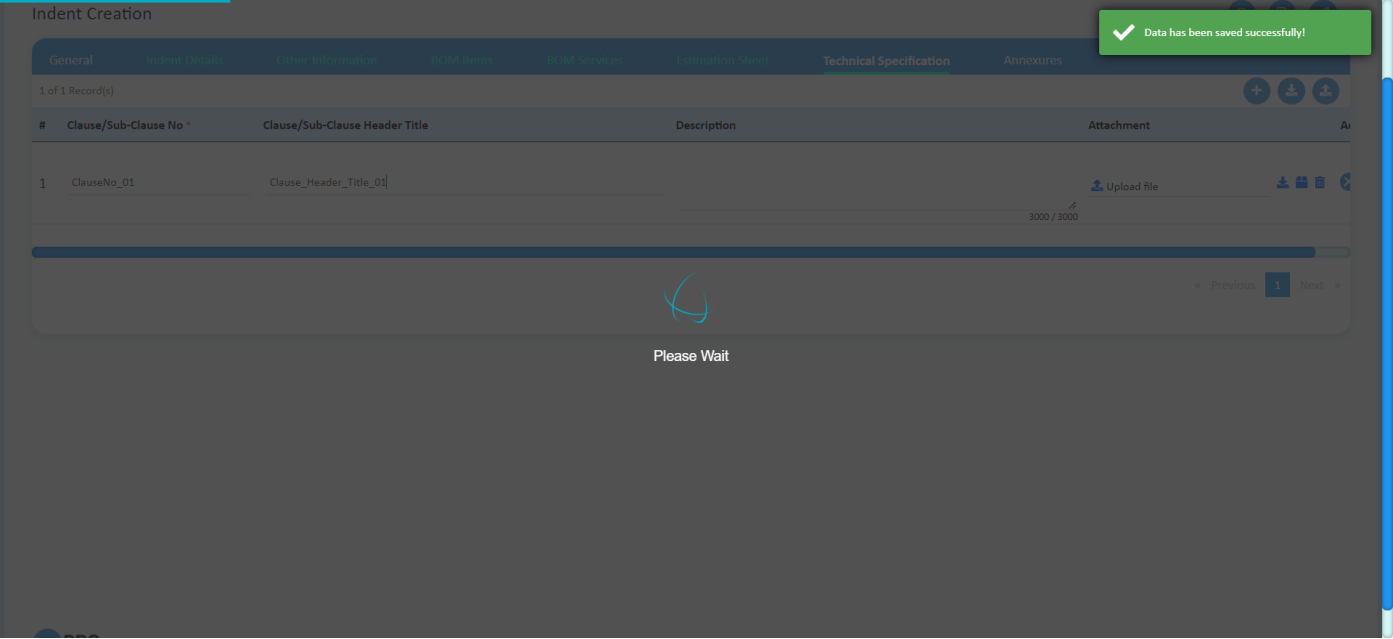 Indent Creation
Data has been saved successfully!
General Indent Details Other Information BOM Items BOM Services Estimation Sheet Technical Specification Annexures
1 of 1 Record(s)
# Clause/Sub-Clause No * Clause/Sub-Clause Header Title Description Attachment
1 ClauseNo_01 Clause_Header_Title_01 Upload file
3000 / 3000
« Previous 1 Next »
Please Wait